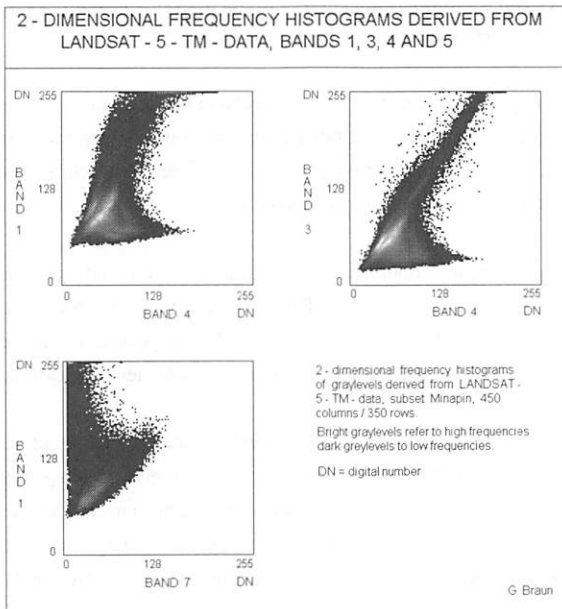 2 - DIMENSIONAL FREQUENCY HISTOGRAMS DERIVED FROM
LANDSAT - 5 - TM - DATA, BANDS 1, 3, 4 AND 5
DN 255
BAND 1
128
0
0 128 255
BAND 4 DN
DN 255
BAND 3
128
0
0 128 255
BAND 4 DN
DN 255
BAND 1
128
0
0 128 255
BAND 7 DN
2 - dimensional frequency histograms
of graylevels derived from LANDSAT -
5 - TM - data, subset Minapin, 450
columns / 350 rows.
Bright graylevels refer to high frequencies
dark greylevels to low frequencies.
DN = digital number
G Braun